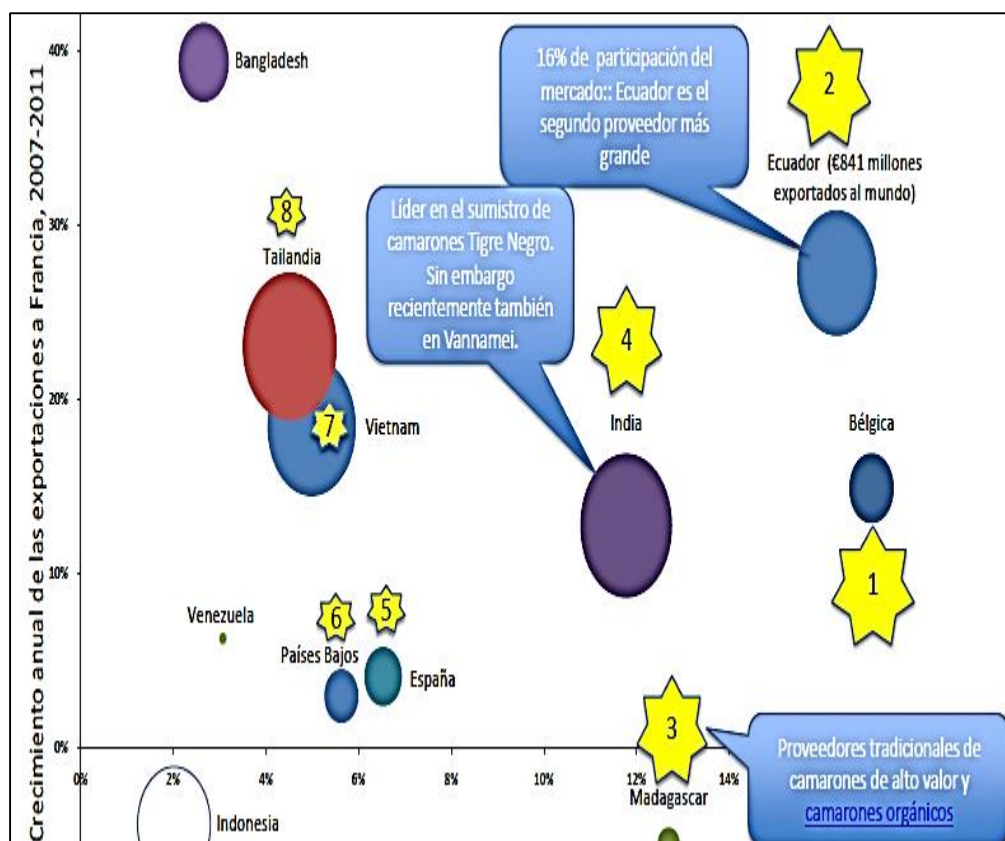 Crecimiento anual de las exportaciones a Francia, 2007-2011
40%
30%
20%
10%
0%
0%
2%
4%
6%
8%
10%
12%
14%
Bangladesh
16% de participación del
mercado:: Ecuador es el
segundo proveedor más
grande
2
Ecuador (€841 millones
exportados al mundo)
8
Tailandia
Líder en el sumistro de
camarones Tigre Negro.
Sin embargo
recientemente también
en Vannamei.
4
India
7
Vietnam
Bélgica
1
Venezuela
6
Países Bajos
5
España
3
Madagascar
Proveedores tradicionales de
camarones de alto valor y
camarones orgánicos
Indonesia